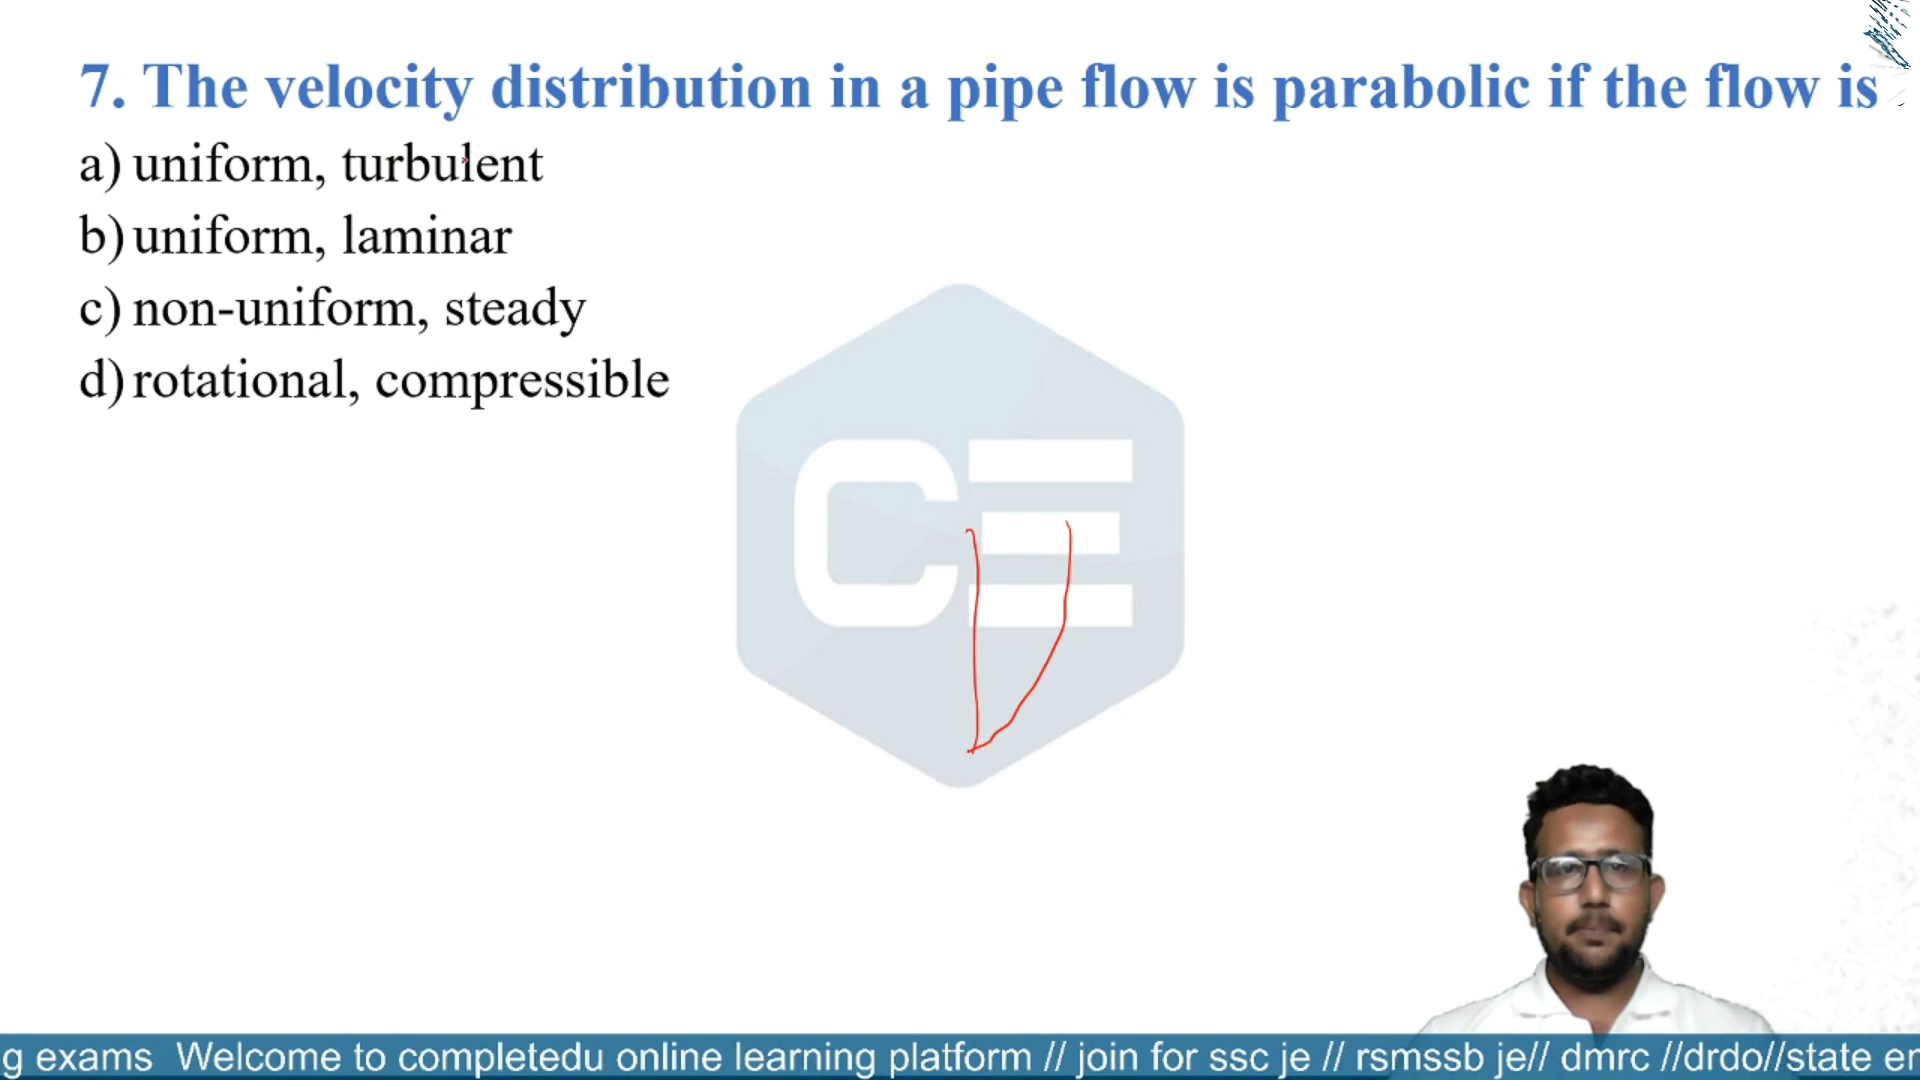 7. The velocity distribution in a pipe flow is parabolic if the flow is
a) uniform, turbulent
b) uniform, laminar
c) non-uniform, steady
d) rotational, compressible
CE
g exams Welcome to completedu online learning platform // join for ssc je // rsmssb je// dmrc //drdo//state er